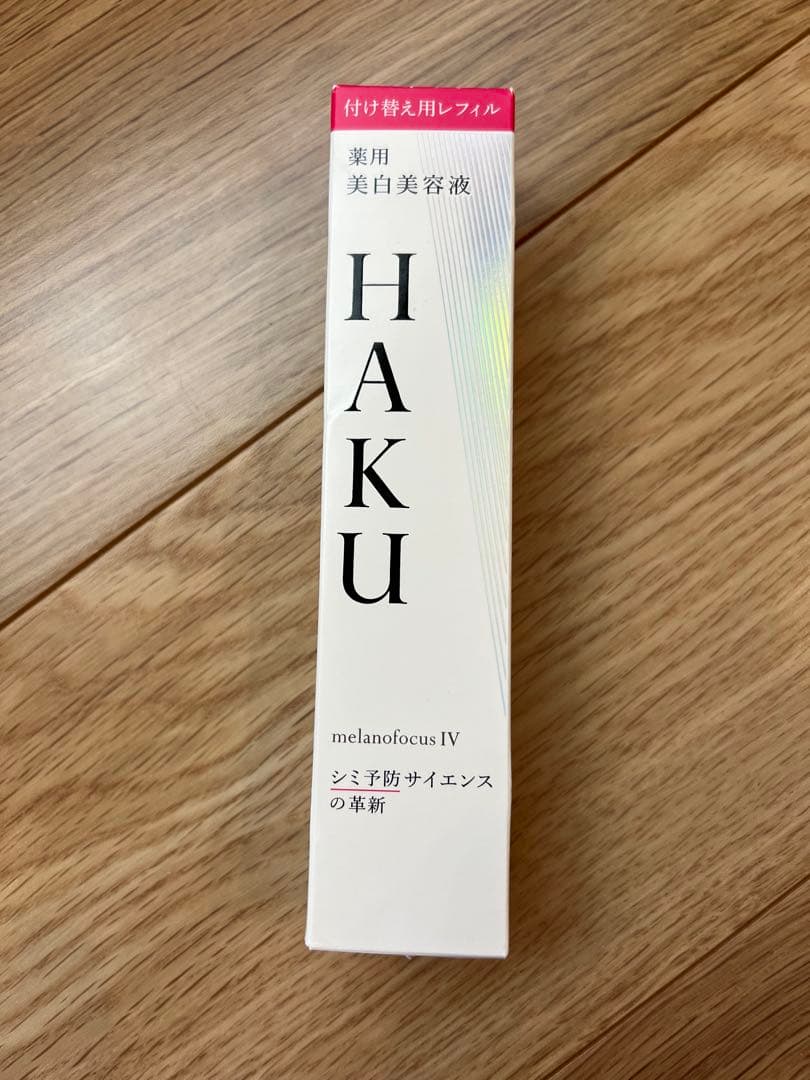 付け替え用レフィル
薬用
美白美容液
HAKU
melanofocus IV
シミ予防サイエンス
の革新